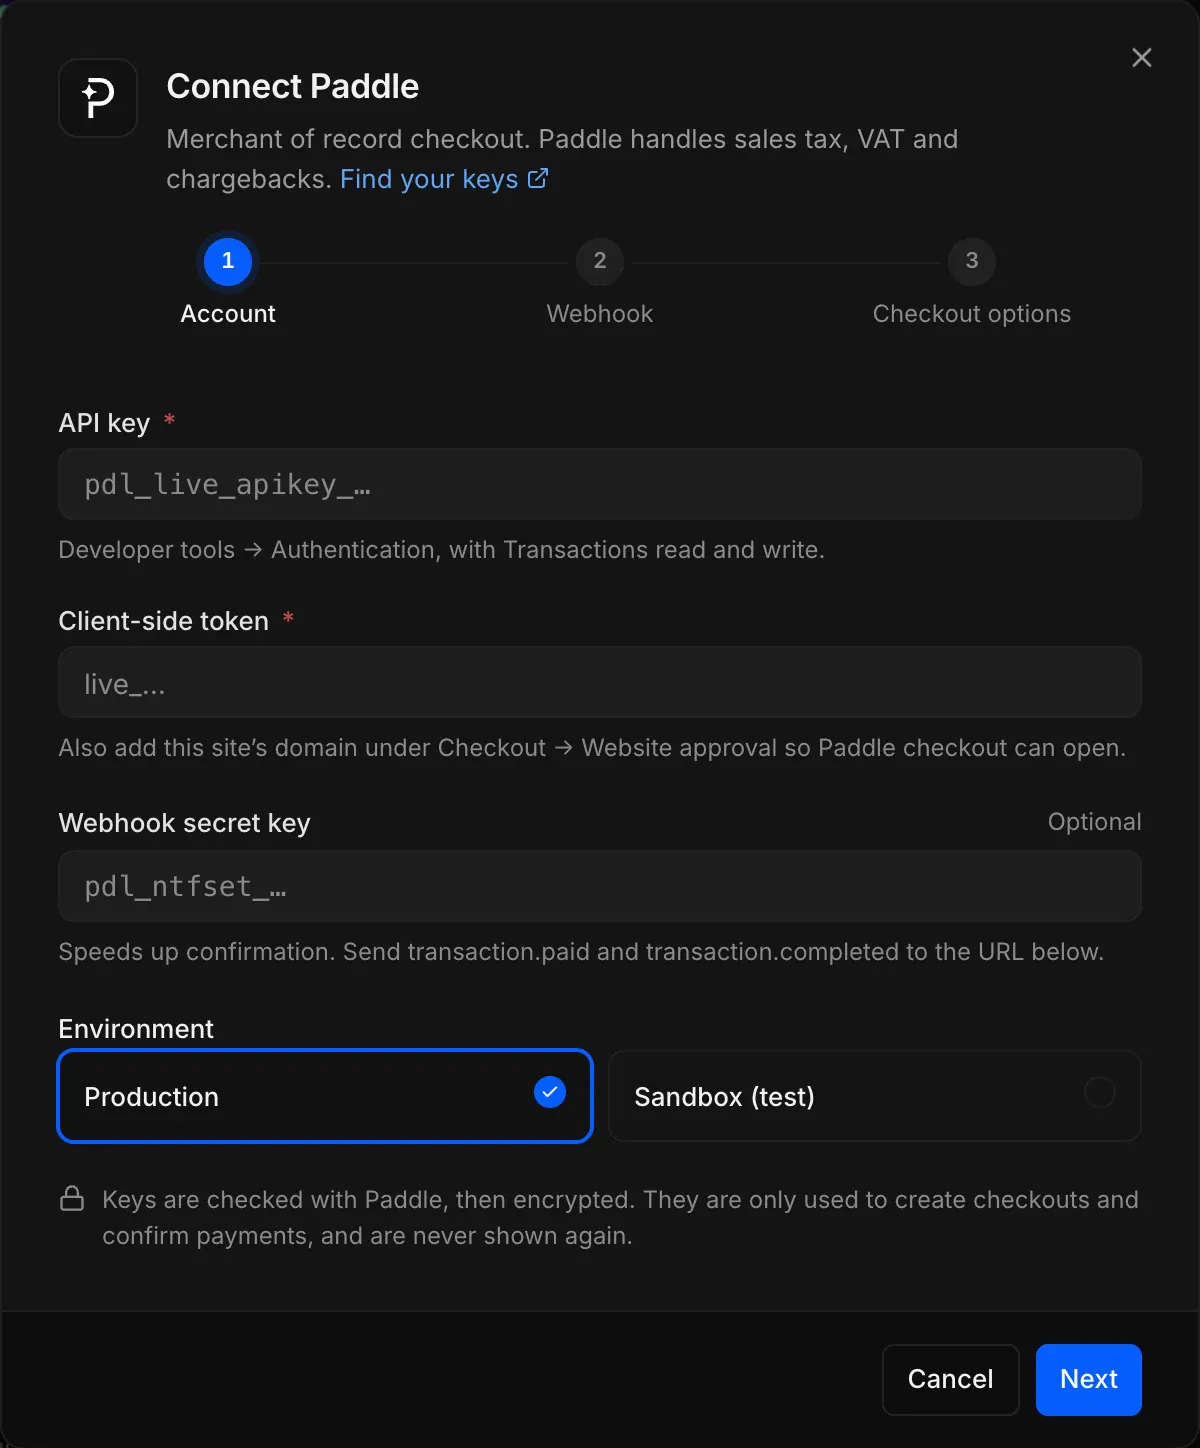 Connect Paddle
Merchant of record checkout. Paddle handles sales tax, VAT and
chargebacks. Find your keys
1
2
3
Account
Webhook
Checkout options
API key *
pdl_live_apikey_…
Developer tools → Authentication, with Transactions read and write.
Client-side token *
live_...
Also add this site’s domain under Checkout → Website approval so Paddle checkout can open.
Webhook secret key
Optional
pdl_ntfset_…
Speeds up confirmation. Send transaction.paid and transaction.completed to the URL below.
Environment
Production
Sandbox (test)
Keys are checked with Paddle, then encrypted. They are only used to create checkouts and
confirm payments, and are never shown again.
Cancel
Next